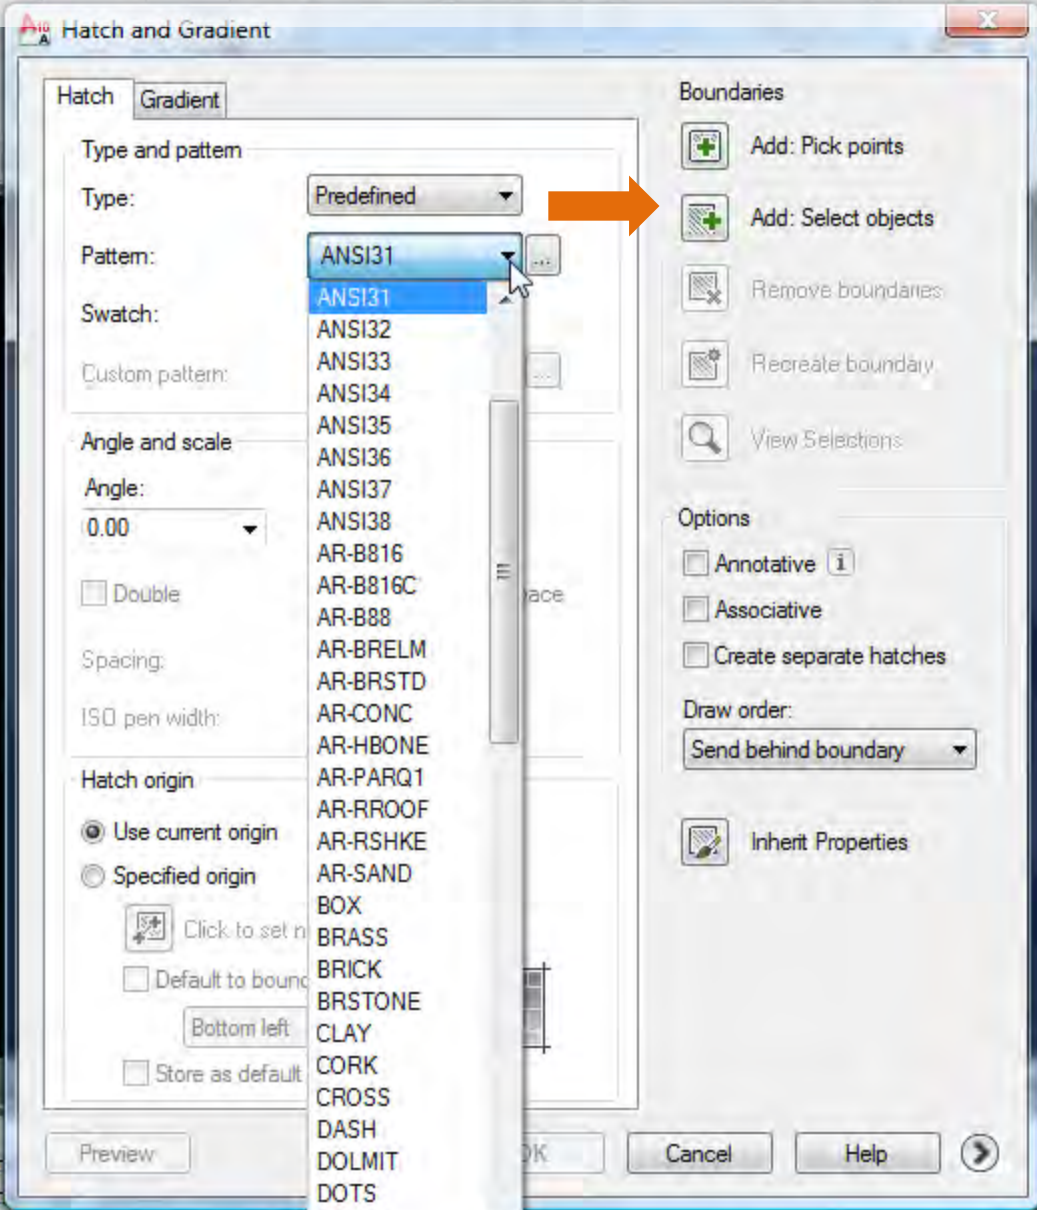 Hatch and Gradient
Hatch
Gradient
Type and pattern
Type:
Predefined
Pattern:
ANSI31
...
ANSI31
ANSI32
ANSI33
ANSI34
ANSI35
ANSI36
ANSI37
ANSI38
AR-B816
AR-B816C
AR-B88
AR-BRELM
AR-BRSTD
AR-CONC
AR-HBONE
AR-PARQ1
AR-RROOF
AR-RSHKE
AR-SAND
BOX
BRASS
BRICK
BRSTONE
CLAY
CORK
CROSS
DASH
DOLMIT
DOTS
Swatch:
Custom pattern:
...
Angle and scale
Angle:
0.00
Double
Spacing:
ISO pen width:
Hatch origin
Use current origin
Specified origin
Click to set n
Default to boun
Bottom left
Store as default
Preview
Boundaries
Add: Pick points
Add: Select objects
Remove boundaries
Recreate boundary
View Selections
Options
Annotative i
Associative
Create separate hatches
Draw order:
Send behind boundary
Inherit Properties
Cancel
Help